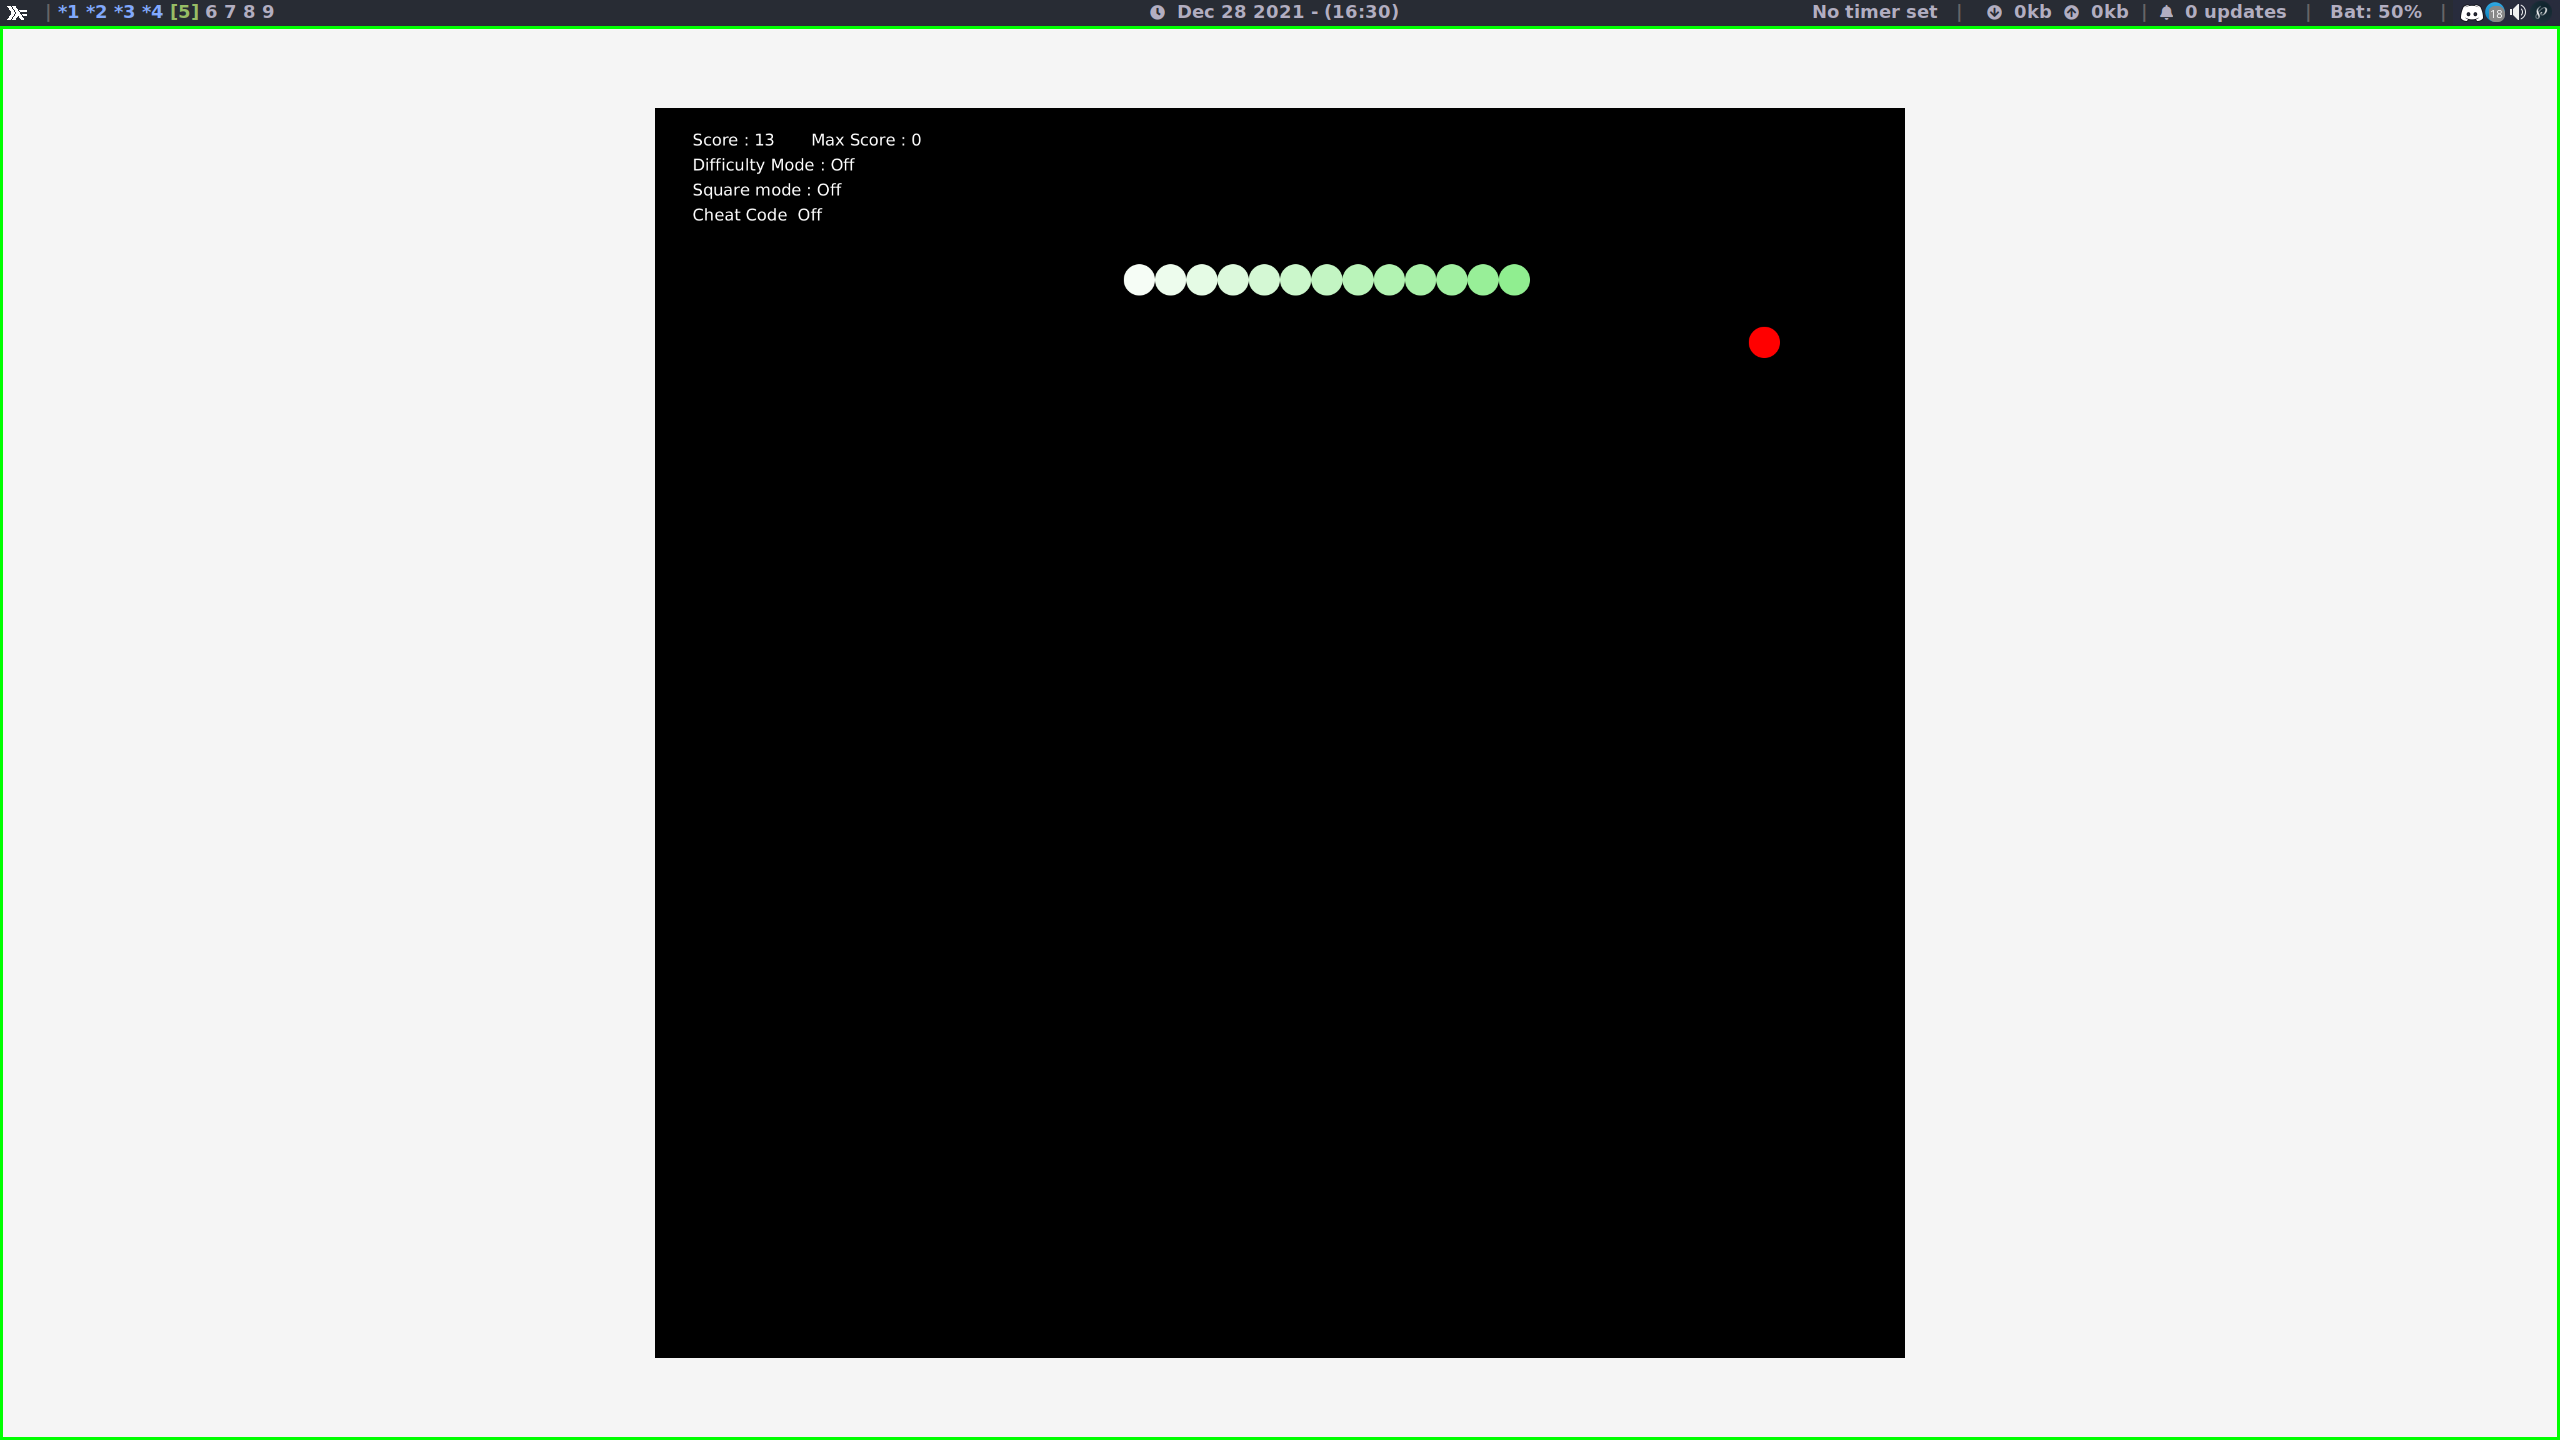 | *1 *2 *3 *4 [5] 6 7 8 9 Dec 28 2021 - (16:30) No timer set | 0kb 0kb | 0 updates | Bat: 50% | 18
Score : 13 Max Score : 0
Difficulty Mode : Off
Square mode : Off
Cheat Code Off